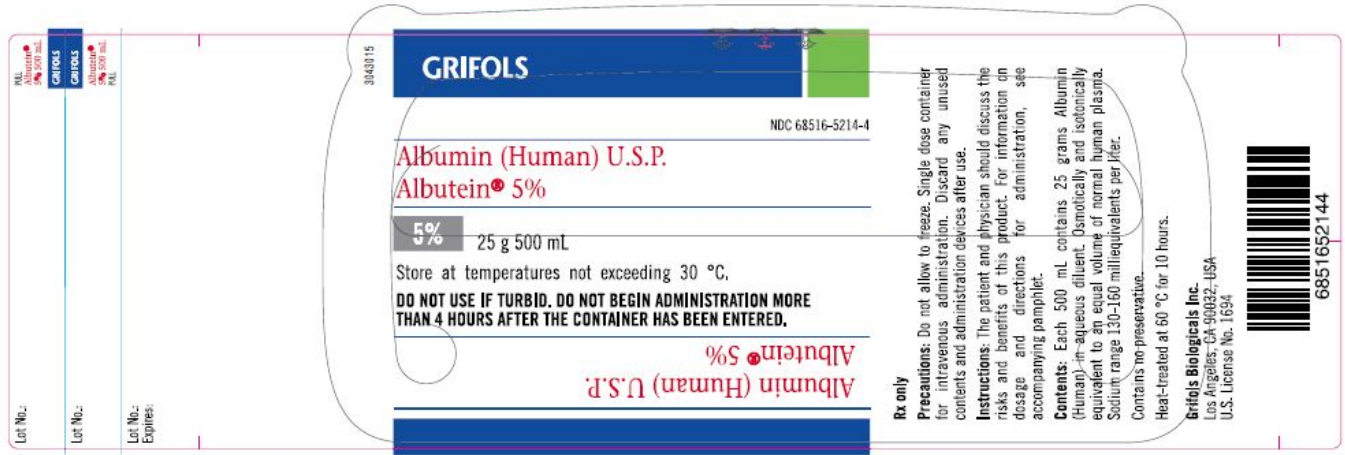 PULL
Albutein®
5% 500 mL
GRIFOLS
GRIFOLS
Albutein®
5% 500 mL
PULL
Lot No.:
Lot No.:
Lot No.:
Expires:
3043015
GRIFOLS
NDC 68516-5214-4
Albumin (Human) U.S.P.
Albutein® 5%
5% 25 g 500 mL
Store at temperatures not exceeding 30 °C.
DO NOT USE IF TURBID. DO NOT BEGIN ADMINISTRATION MORE
THAN 4 HOURS AFTER THE CONTAINER HAS BEEN ENTERED.
Albumin (Human) U.S.P.
Albutein® 5%
Rx only
Precautions: Do not allow to freeze. Single dose container
for intravenous administration. Discard any unused
contents and administration devices after use.
Instructions: The patient and physician should discuss the
risks and benefits of this product. For information on
dosage and directions for administration, see
accompanying pamphlet.
Contents: Each 500 mL contains 25 grams Albumin
(Human) in aqueous diluent. Osmotically and isotonically
equivalent to an equal volume of normal human plasma.
Sodium range 130-160 milliequivalents per liter.
Contains no preservative.
Heat-treated at 60 °C for 10 hours.
Grifols Biologicals Inc.
Los Angeles, CA 90032, USA
U.S. License No. 1694
6851652144